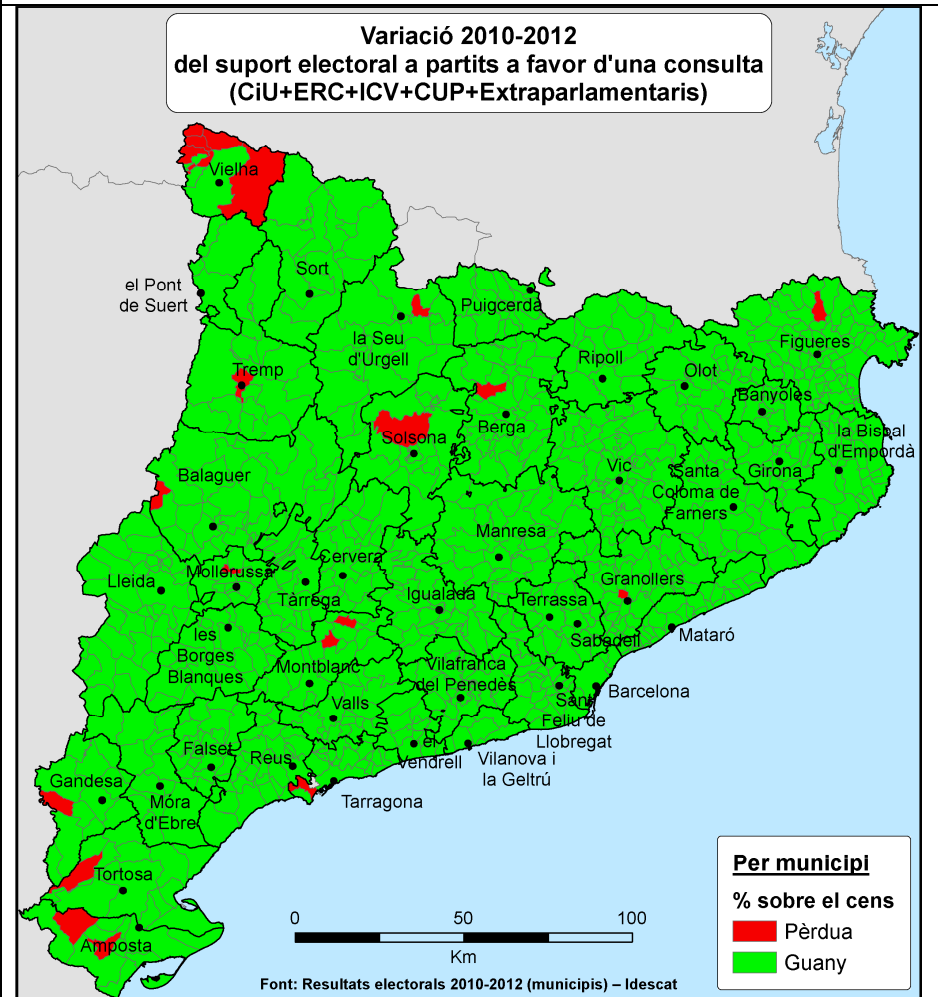 Variació 2010-2012
del suport electoral a partits a favor d'una consulta
(CiU+ERC+ICV+CUP+Extraparlamentaris)
Vielha
el Pont
de Suert
Sort
Puigcerdà
la Seu
d'Urgell
Figueres
Ripoll
Olot
Tremp
Banyoles
Berga
Solsona
la Bisbal
d'Empordà
Vic
Santa
Coloma de
Farners
Girona
Balaguer
Manresa
Cervera
Mollerussa
Lleida
Tàrrega
Igualada
Terrassa
Granollers
Sabadell
Mataró
les
Borges
Blanques
Montblanc
Vilafranca
del Penedès
Barcelona
Sant
Feliu de
Llobregat
Valls
el
Vendrell
Vilanova i
la Geltrú
Falset
Reus
Tarragona
Gandesa
Móra
d'Ebre
Tortosa
Amposta
0
50
100
Km
Per municipi
% sobre el cens
Pèrdua
Guany
Font: Resultats electorals 2010-2012 (municipis) – Idescat